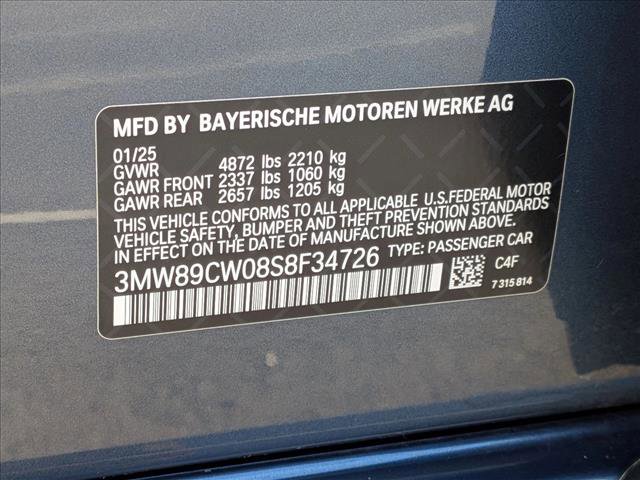 MFD BY BAYERISCHE MOTOREN WERKE AG
01/25
GVWR 4872 lbs 2210 kg
GAWR FRONT 2337 lbs 1060 kg
GAWR REAR 2657 lbs 1205 kg
THIS VEHICLE CONFORMS TO ALL APPLICABLE U.S.FEDERAL MOTOR
VEHICLE SAFETY, BUMPER AND THEFT PREVENTION STANDARDS
IN EFFECT ON THE DATE OF MANUFACTURE SHOWN ABOVE.
3MW89CW08S8F34726 TYPE: PASSENGER CAR
C4F
7 315 814